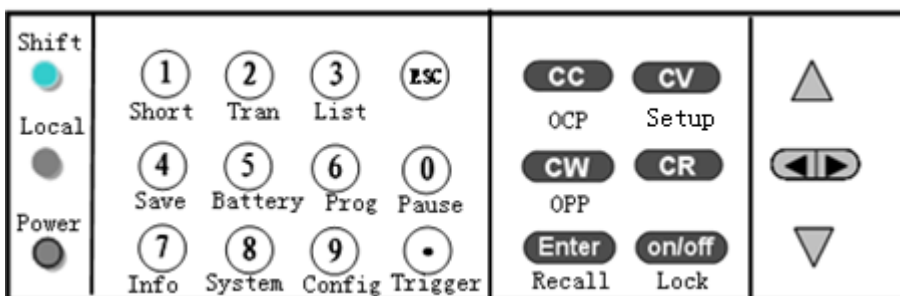 Shift
1 2 3 ESC CC CV
Short Tran List OCP Setup
Local
4 5 6 0 CW CR
Save Battery Prog Pause OPP
Power
7 8 9 • Enter on/off
Info System Config Trigger Recall Lock